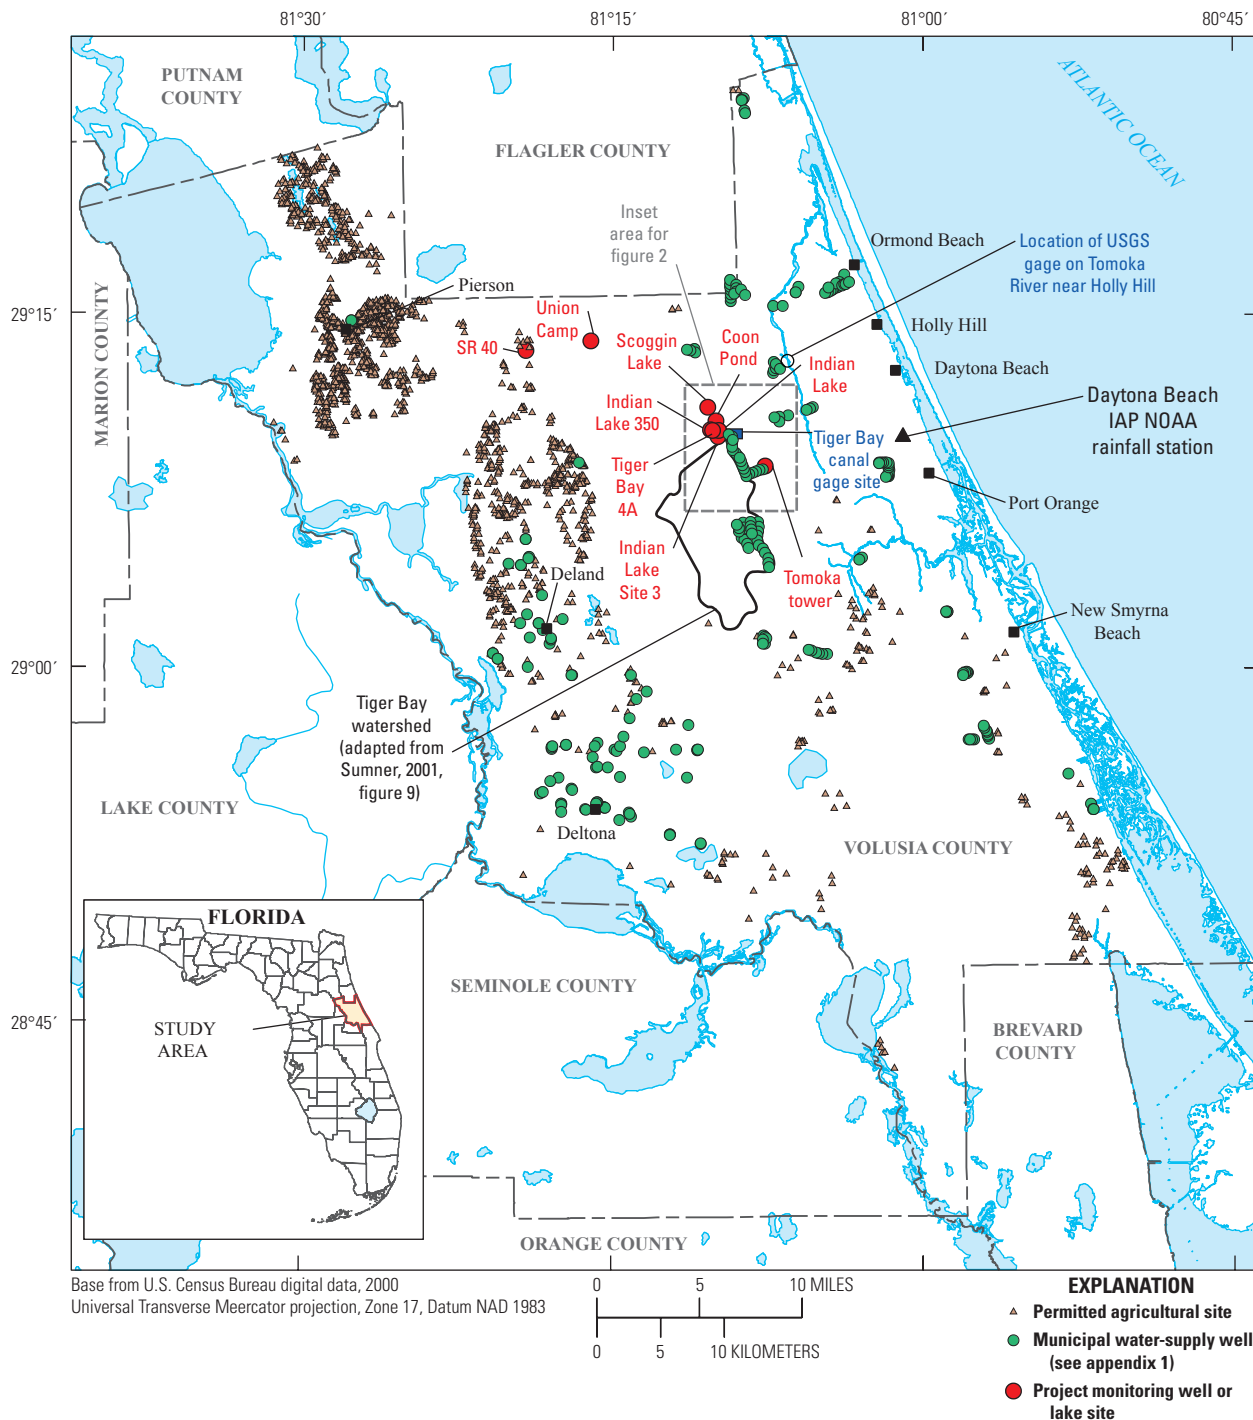 81°30´
81°15´
81°00´
80°45´
PUTNAM
COUNTY
FLAGLER COUNTY
ATLANTIC OCEAN
Inset
area for
figure 2
Ormond Beach
Location of USGS
gage on Tomoka
River near Holly Hill
Pierson
29°15´
Union
Camp
Holly Hill
MARION COUNTY
SR 40
Scoggin
Lake
Coon
Pond
Indian
Lake
Daytona Beach
Daytona Beach
IAP NOAA
rainfall station
Indian
Lake 350
Tiger Bay
canal
gage site
Tiger
Bay
4A
Port Orange
Indian
Lake
Site 3
Deland
Tomoka
tower
New Smyrna
Beach
29°00´
Tiger Bay
watershed
(adapted from
Sumner, 2001,
figure 9)
LAKE COUNTY
Deltona
VOLUSIA COUNTY
FLORIDA
STUDY
AREA
SEMINOLE COUNTY
28°45´
BREVARD
COUNTY
ORANGE COUNTY
Base from U.S. Census Bureau digital data, 2000
Universal Transverse Meercator projection, Zone 17, Datum NAD 1983
0 5 10 MILES
0 5 10 KILOMETERS
EXPLANATION
Permitted agricultural site
Municipal water-supply well
(see appendix 1)
Project monitoring well or
lake site